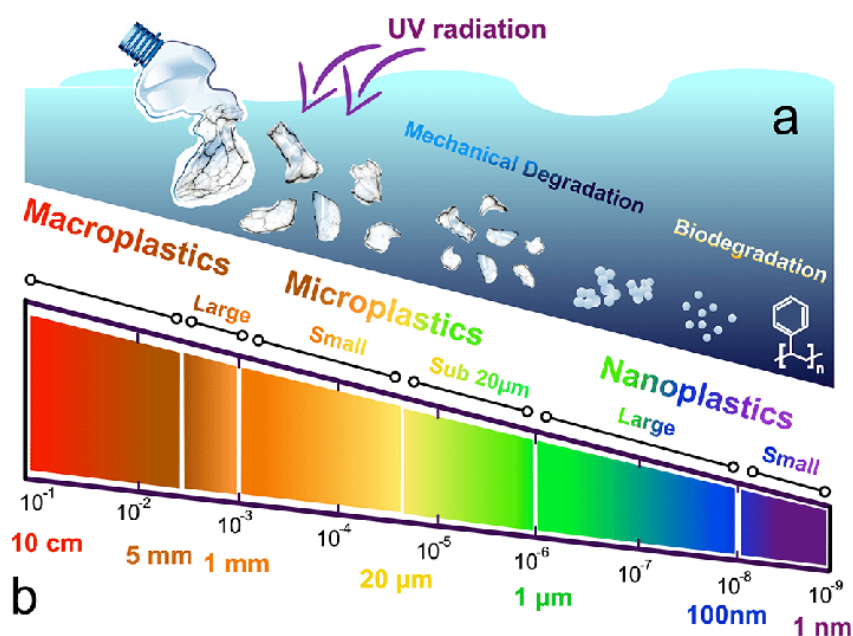 UV radiation
a
Mechanical Degradation
Biodegradation
n
Macroplastics
Microplastics
Nanoplastics
Large
Small
Sub 20µm
Large
Small
10-1
10-2
10-3
10-4
10-5
10-6
10-7
10-8
10-9
10 cm
5 mm
1 mm
20 µm
1 µm
100nm
1 nm
b